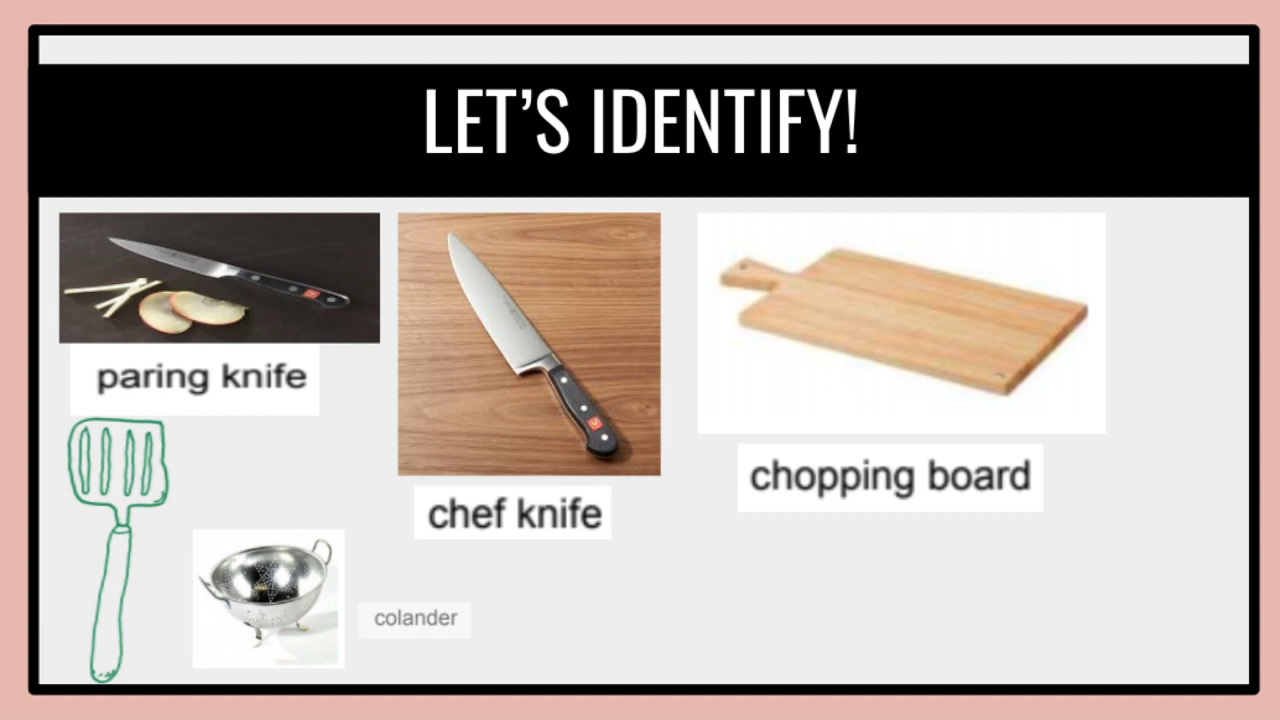 LET'S IDENTIFY!
paring knife
chef knife
chopping board
colander